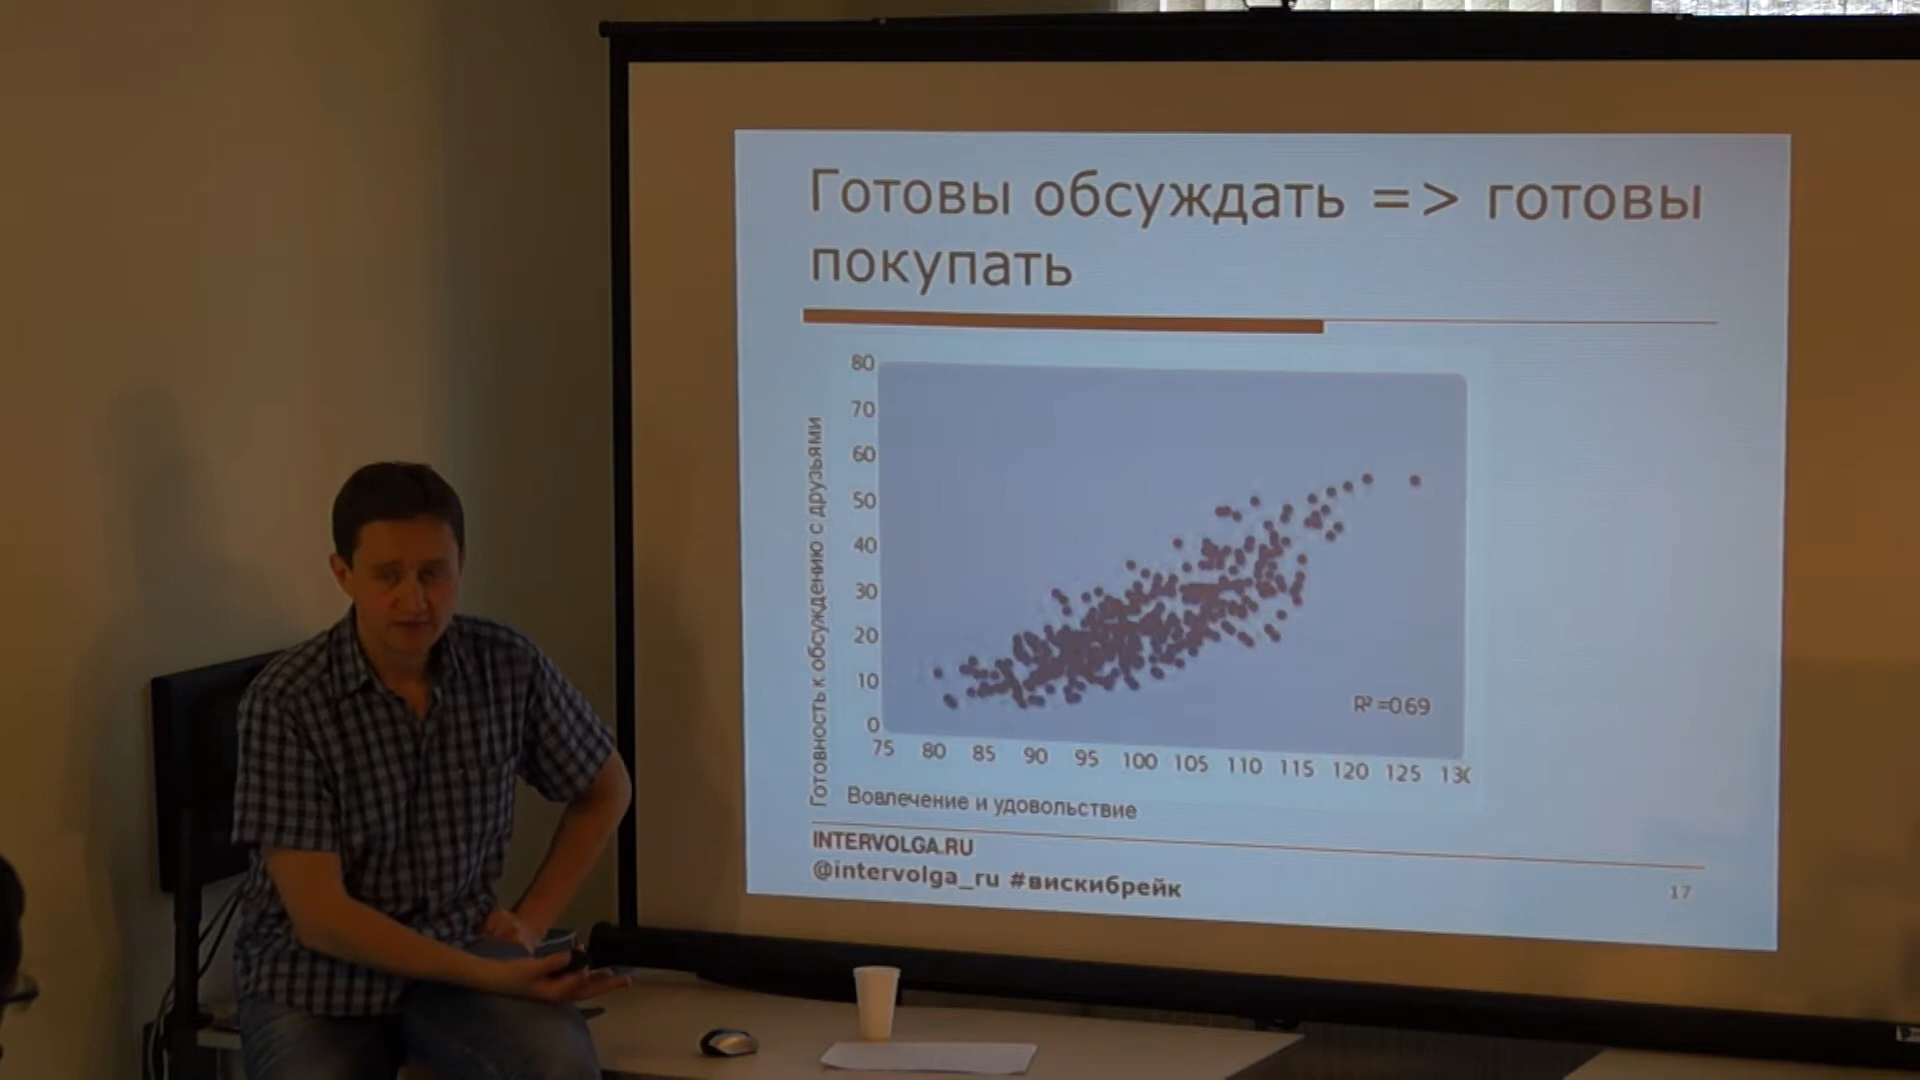 Готовы обсуждать => готовы
покупать
Готовность к обсуждению с друзьями
80
70
60
50
40
30
20
10
0
75 80 85 90 95 100 105 110 115 120 125 130
R² =0.69
Вовлечение и удовольствие
INTERVOLGA.RU
@intervolga_ru #вискибрейк
17